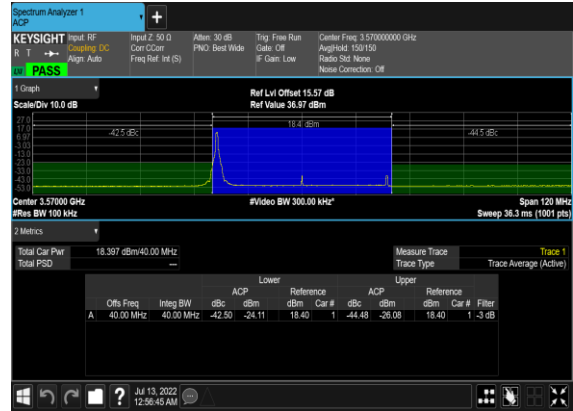 Spectrum Analyzer 1
ACP
+
KEYSIGHT Input: RF Input Z: 50 Ω Atten: 30 dB Trig: Free Run Center Freq: 3.570000000 GHz
R T Coupling: DC Corr CCorr PNO: Best Wide Gate: Off Avg|Hold: 150/150
Align: Auto Freq Ref: Int (S) IF Gain: Low Radio Std: None
PASS Noise Correction: Off
1 Graph Ref Lvl Offset 15.57 dB
Scale/Div 10.0 dB Ref Value 36.97 dBm
27.0
17.0 18.4 dBm
6.97 -42.5 dBc -44.5 dBc
-3.03
-13.0
-23.0
-33.0
-43.0
-53.0
Center 3.57000 GHz #Video BW 300.00 kHz* Span 120 MHz
#Res BW 100 kHz Sweep 36.3 ms (1001 pts)
2 Metrics
Total Car Pwr 18.397 dBm/40.00 MHz Measure Trace Trace 1
Total PSD --- Trace Type Trace Average (Active)
Lower Upper
ACP Reference ACP Reference
Offs Freq Integ BW dBc dBm dBm Car # dBc dBm dBm Car # Filter
A 40.00 MHz 40.00 MHz -42.50 -24.11 18.40 1 -44.48 -26.08 18.40 1 -3 dB
? Jul 13, 2022
12:56:45 AM